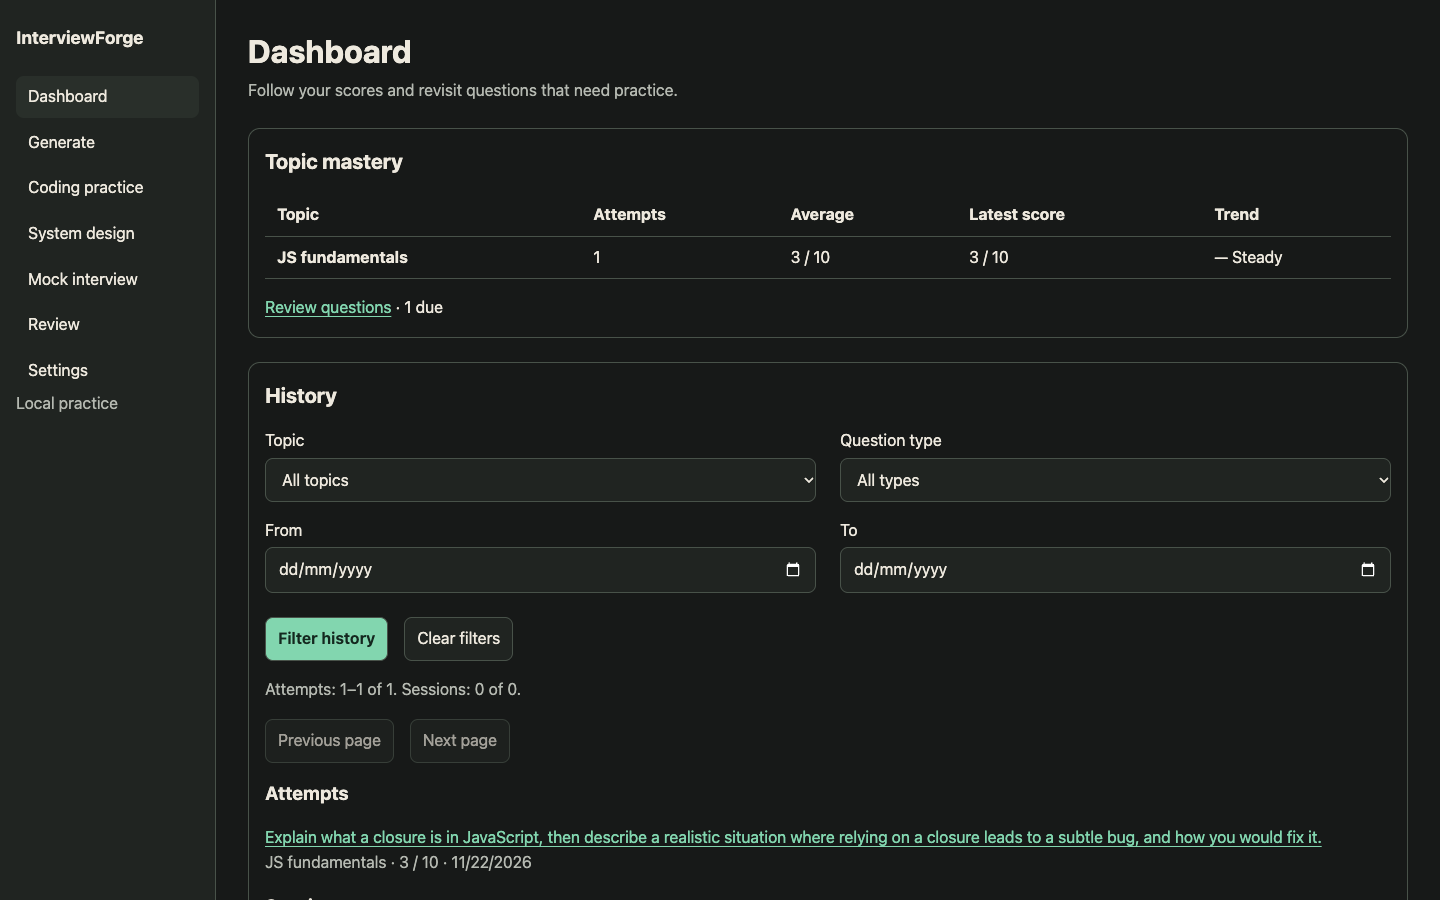 InterviewForge
Dashboard
Generate
Coding practice
System design
Mock interview
Review
Settings
Local practice
Dashboard
Follow your scores and revisit questions that need practice.
Topic mastery
Topic Attempts Average Latest score Trend
JS fundamentals 1 3 / 10 3 / 10 — Steady
Review questions · 1 due
History
Topic Question type
All topics All types
From To
dd/mm/yyyy dd/mm/yyyy
Filter history Clear filters
Attempts: 1–1 of 1. Sessions: 0 of 0.
Previous page Next page
Attempts
Explain what a closure is in JavaScript, then describe a realistic situation where relying on a closure leads to a subtle bug, and how you would fix it.
JS fundamentals · 3 / 10 · 11/22/2026